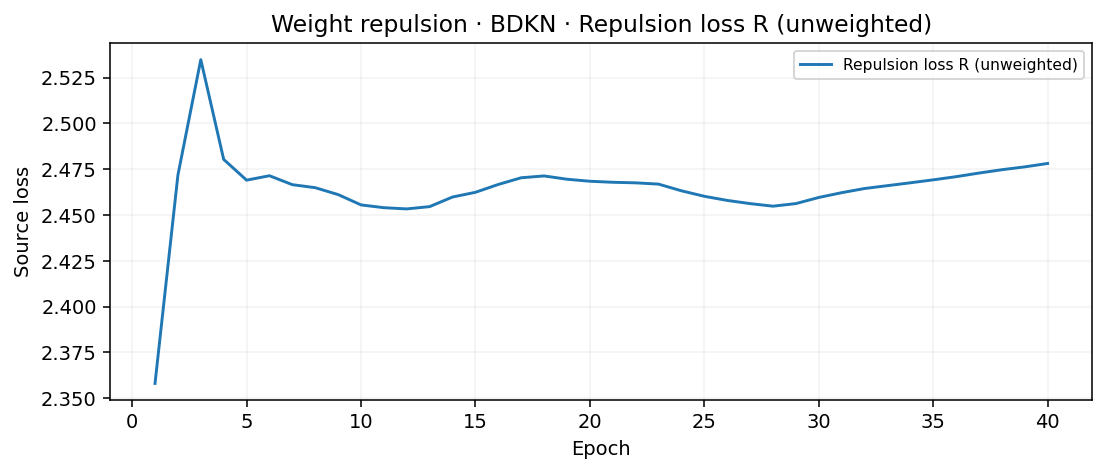 Weight repulsion · BDKN · Repulsion loss R (unweighted)
Repulsion loss R (unweighted)
Source loss
2.525
2.500
2.475
2.450
2.425
2.400
2.375
2.350
0 5 10 15 20 25 30 35 40
Epoch